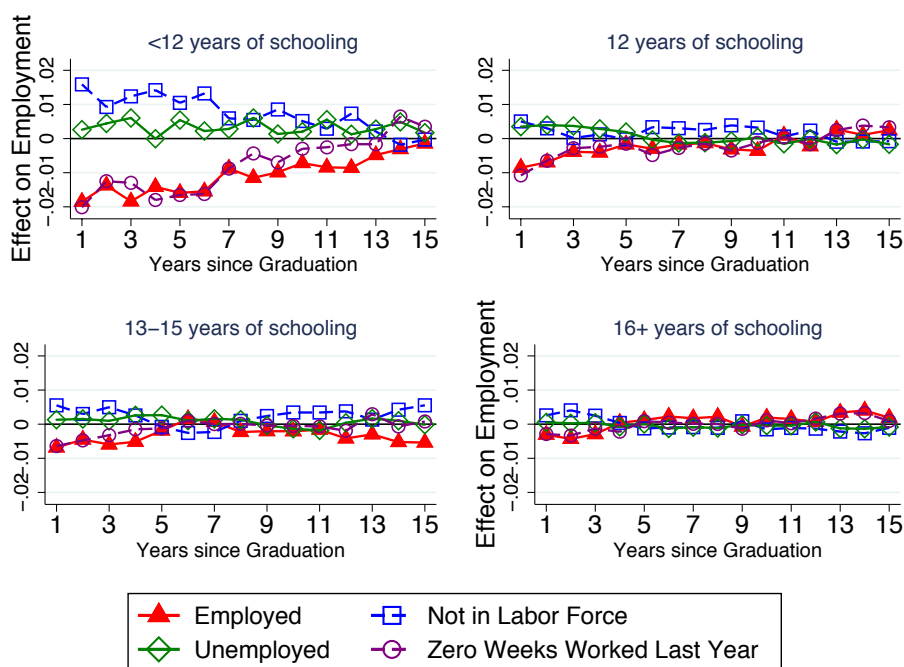 <12 years of schooling
Effect on Employment
.02
.01
0
-.01
-.02
1 3 5 7 9 11 13 15
Years since Graduation
12 years of schooling
Effect on Employment
.02
.01
0
-.01
-.02
1 3 5 7 9 11 13 15
Years since Graduation
13–15 years of schooling
.02
.01
0
-.01
-.02
1 3 5 7 9 11 13 15
Years since Graduation
16+ years of schooling
Effect on Employment
.02
.01
0
-.01
-.02
1 3 5 7 9 11 13 15
Years since Graduation
Employed
Not in Labor Force
Unemployed
Zero Weeks Worked Last Year